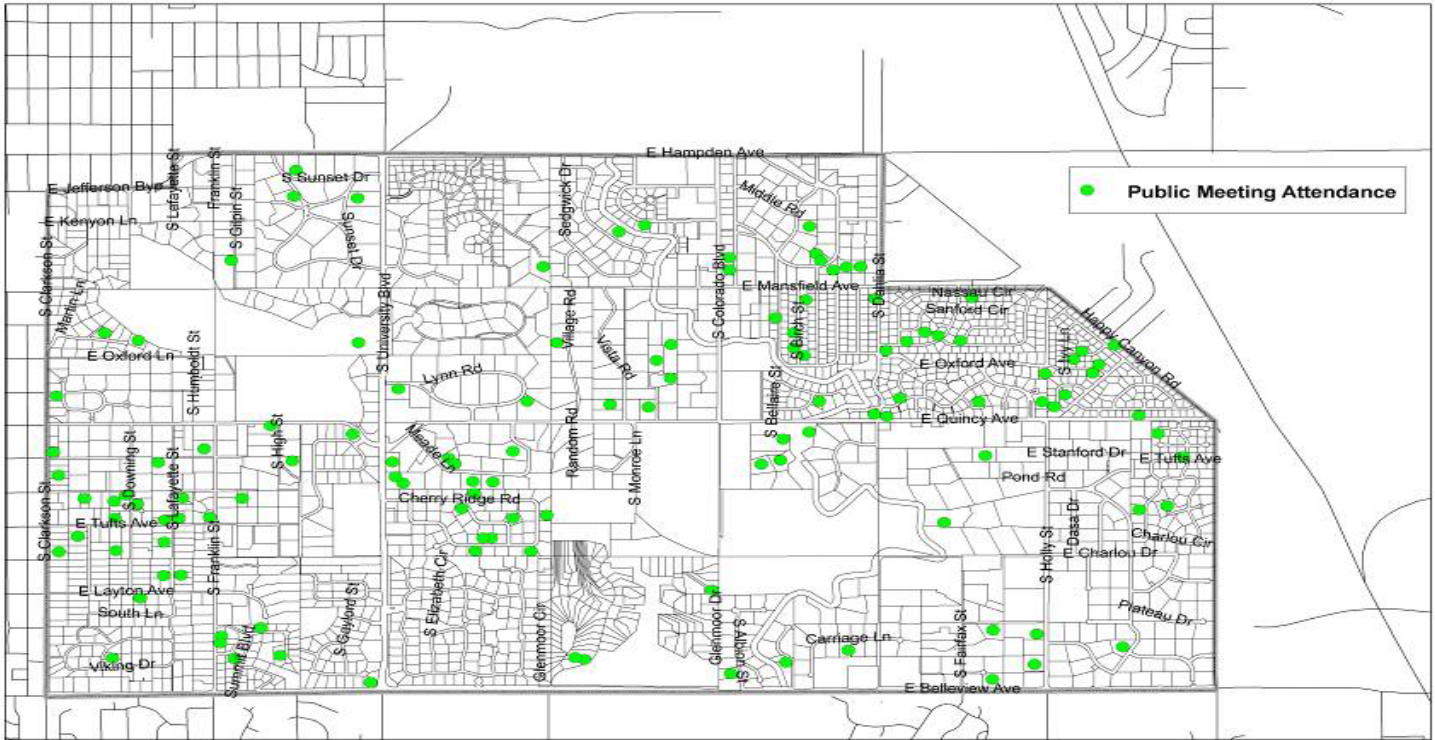 E Hampden Ave
Public Meeting Attendance
E Jefferson Byp
S Lafayette St
Franklin St
S Gilpin St
S Sunset Dr
Sunset Dr
Sedgwick Dr
Middle Rd
E Kenyon Ln
S Clarkson St
Martin Ln
E Oxford Ln
S Humboldt St
S University Blvd
Lynn Rd
Village Rd
Vista Rd
S Colorado Blvd
E Mansfield Ave
S Birch St
S Dahlia St
Nassau Cir
Sanford Cir
E Oxford Ave
S Ivy Ln
Happy Canyon Rd
S Bellaire St
E Quincy Ave
S High St
Meade Ln
Random Rd
S Monroe Ln
E Stanford Dr
E Tufts Ave
Pond Rd
S Downing St
S Lafayette St
Cherry Ridge Rd
S Clarkson St
E Tufts Ave
S Franklin St
S Holly St
E Dasa Dr
Charlou Cir
E Charlou Dr
E Layton Ave
South Ln
S Gaylord St
S Elizabeth Cir
Glenmoor Cir
Glenmoor Dr
S Albion St
Carriage Ln
S Fairfax St
Plateau Dr
Viking Dr
Summit Blvd
E Belleview Ave